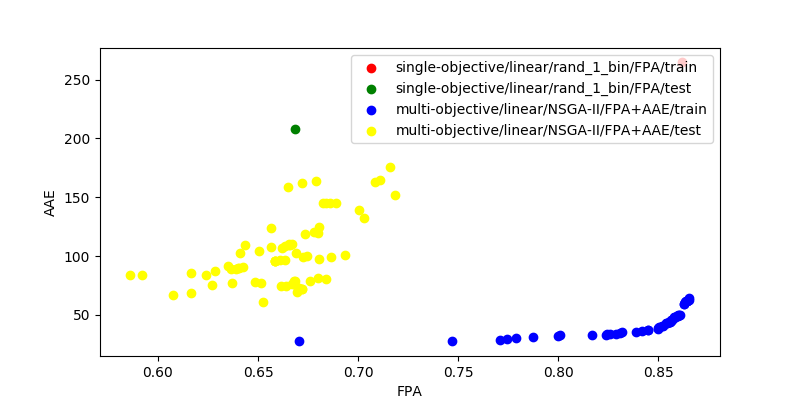 single-objective/linear/rand_1_bin/FPA/train
single-objective/linear/rand_1_bin/FPA/test
multi-objective/linear/NSGA-II/FPA+AAE/train
multi-objective/linear/NSGA-II/FPA+AAE/test
250
200
150
100
50
AAE
0.60 0.65 0.70 0.75 0.80 0.85
FPA